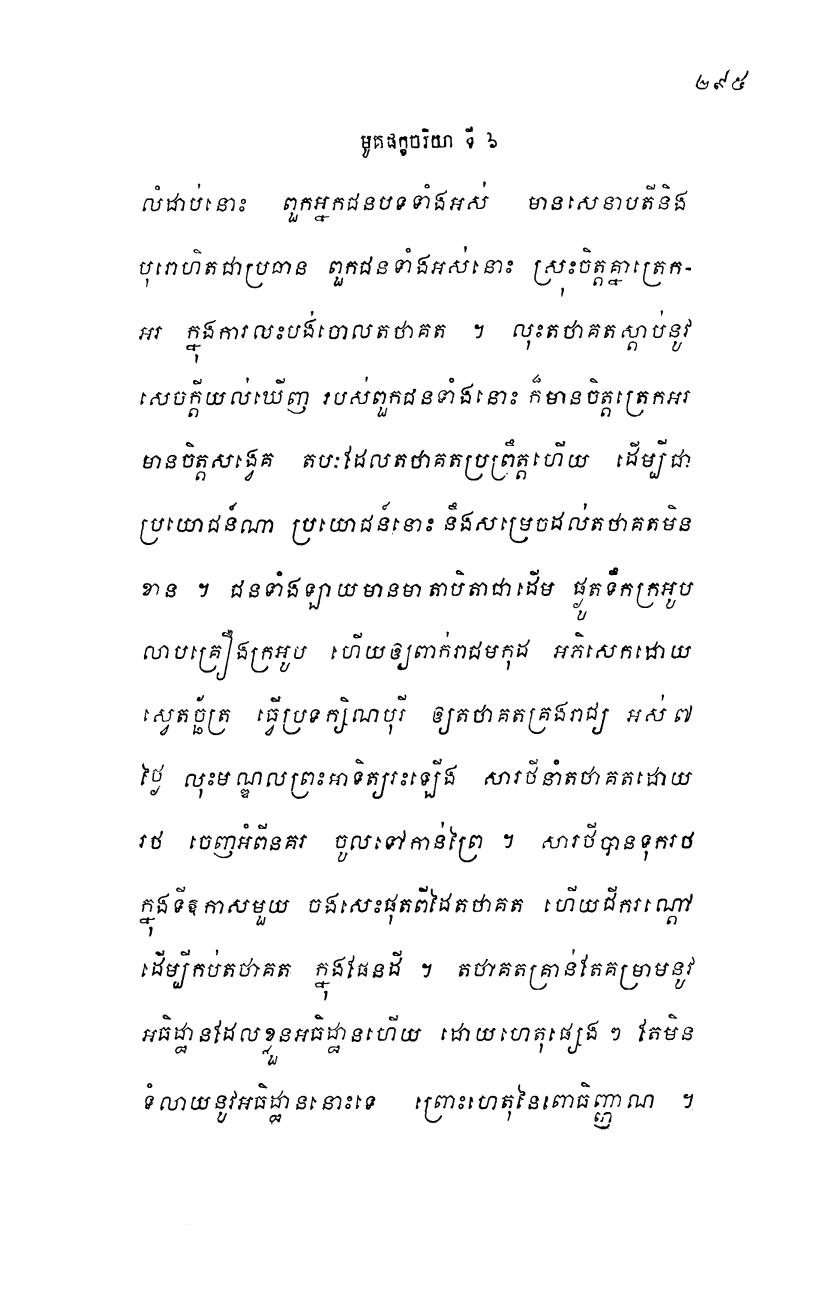 ២៩៥
មូគដក្ខចរិយា ទី ៦
លំដាប់នោះ ពួកអ្នកជនបទទាំងអស់ មានសេនាបតីនិង
បុរោហិតជាប្រធាន ពួកជនទាំងអស់នោះ ស្រុះចិត្តគ្នាត្រេក-
អរ ក្នុងការលះបង់ចោលតថាគត ។ លុះតថាគតស្តាប់នូវ
សេចក្តីយល់ឃើញ របស់ពួកជនទាំងនោះ ក៏មានចិត្តត្រេកអរ
មានចិត្តសង្វេគ តបៈដែលតថាគតប្រព្រឹត្តហើយ ដើម្បីជា
ប្រយោជន៍ណា ប្រយោជន៍នោះ នឹងសម្រេចដល់តថាគតមិន
ខាន ។ ជនទាំងឡាយមានមាតាបិតាជាដើម ផ្ងូតទឹកក្រអូប
លាបគ្រឿងក្រអូប ហើយឲ្យពាក់រាជមកុដ អភិសេកដោយ
ស្វេតច្ឆ័ត្រ ធ្វើប្រទក្សិណបុរី ឲ្យតថាគតគ្រងរាជ្យ អស់ ៧
ថ្ងៃ លុះមណ្ឌលព្រះអាទិត្យរះឡើង សារថីនាំតថាគតដោយ
រថ ចេញអំពីនគរ ចូលទៅកាន់ព្រៃ ។ សារថីបានទុករថ
ក្នុងទីឱកាសមួយ ចងសេះផុតពីដៃតថាគត ហើយជីករណ្តៅ
ដើម្បីកប់តថាគត ក្នុងផែនដី ។ តថាគតគ្រាន់តែគម្រាមនូវ
អធិដ្ឋានដែលខ្លួនអធិដ្ឋានហើយ ដោយហេតុផ្សេង ៗ តែមិន
ទំលាយនូវអធិដ្ឋាននោះទេ ព្រោះហេតុនៃពោធិញ្ញាណ ។